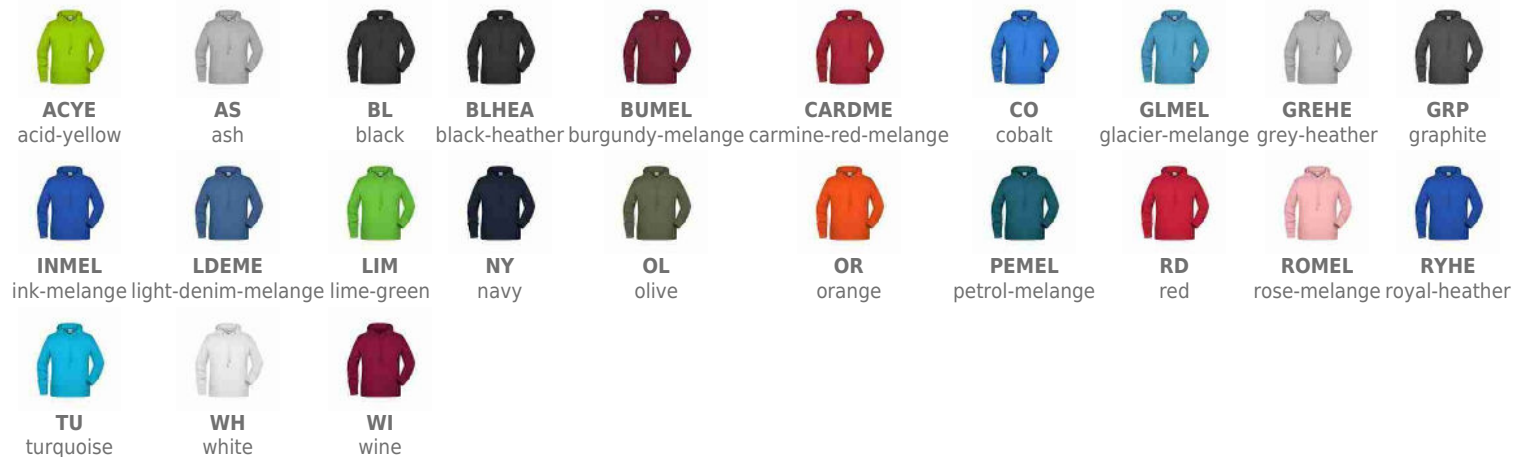 ACYE AS BL BLHEA BUMEL CARDME CO GLMEL GREHE GRP
acid-yellow ash black black-heather burgundy-melange carmine-red-melange cobalt glacier-melange grey-heather graphite
INMEL LDEME LIM NY OL OR PEMEL RD ROMEL RYHE
ink-melange light-denim-melange lime-green navy olive orange petrol-melange red rose-melange royal-heather
TU WH WI
turquoise white wine